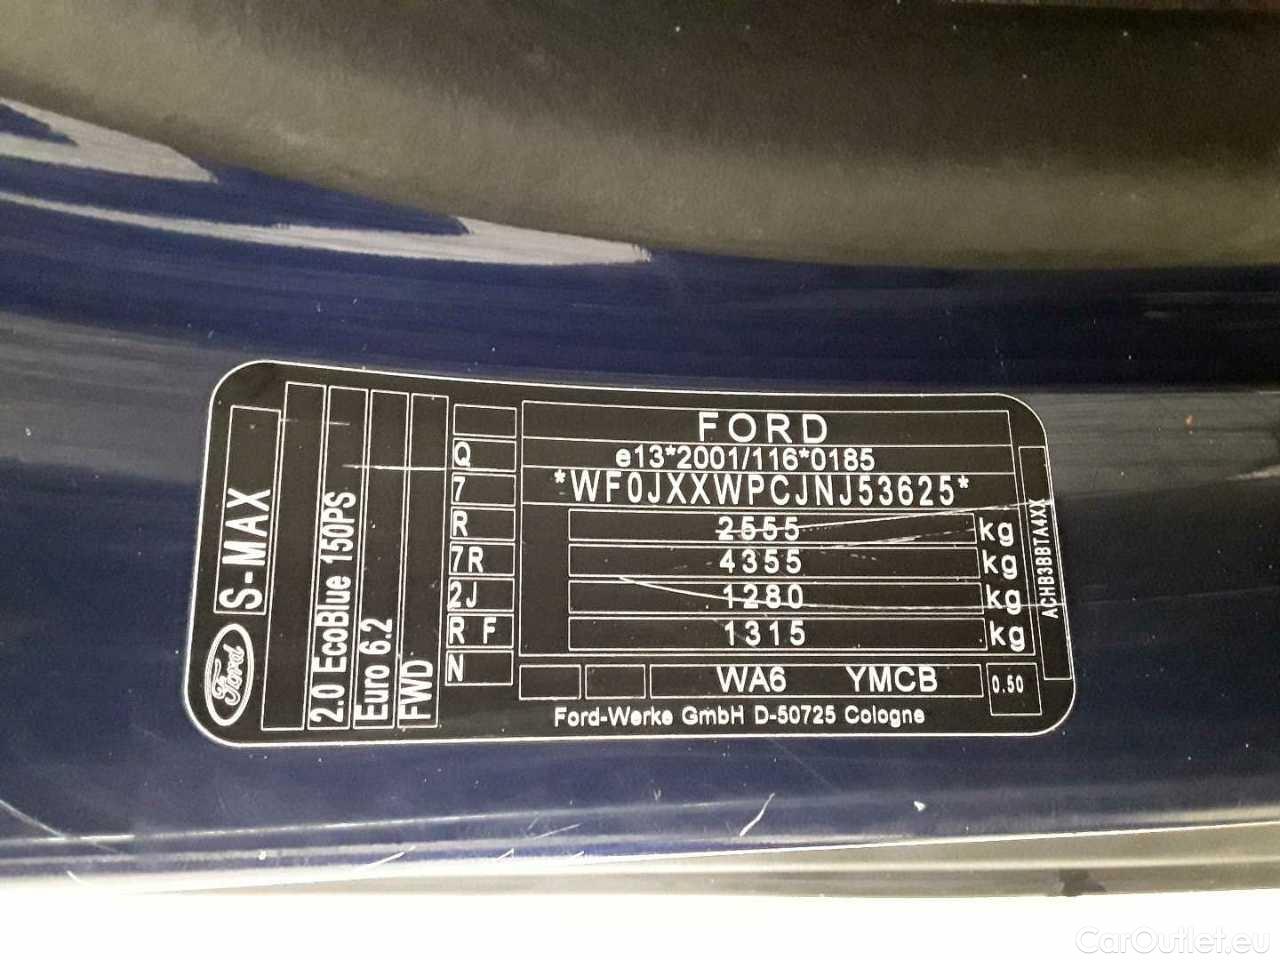 FORD
e13*2001/116*0185
*WF0JXXWPCJNJ53625*
2555 kg
4355 kg
1280 kg
1315 kg
WA6 YMCB
0.50
Ford-Werke GmbH D-50725 Cologne
Q
7
R
7R
2J
R F
N
FWD
Euro 6.2
2.0 EcoBlue 150PS
S-MAX
Ford
ACHB3BBTA4XX
CarOutlet.eu